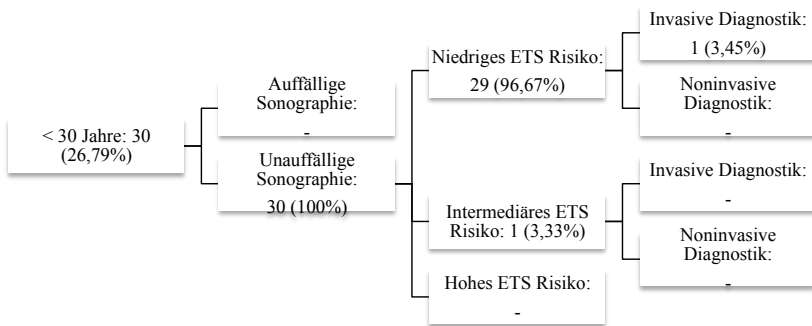 < 30 Jahre: 30
(26,79%)
Auffällige
Sonographie:
-
Unauffällige
Sonographie:
30 (100%)
Niedriges ETS Risiko:
29 (96,67%)
Invasive Diagnostik:
1 (3,45%)
Noninvasive
Diagnostik:
-
Intermediäres ETS
Risiko: 1 (3,33%)
Invasive Diagnostik:
-
Noninvasive
Diagnostik:
-
Hohes ETS Risiko:
-